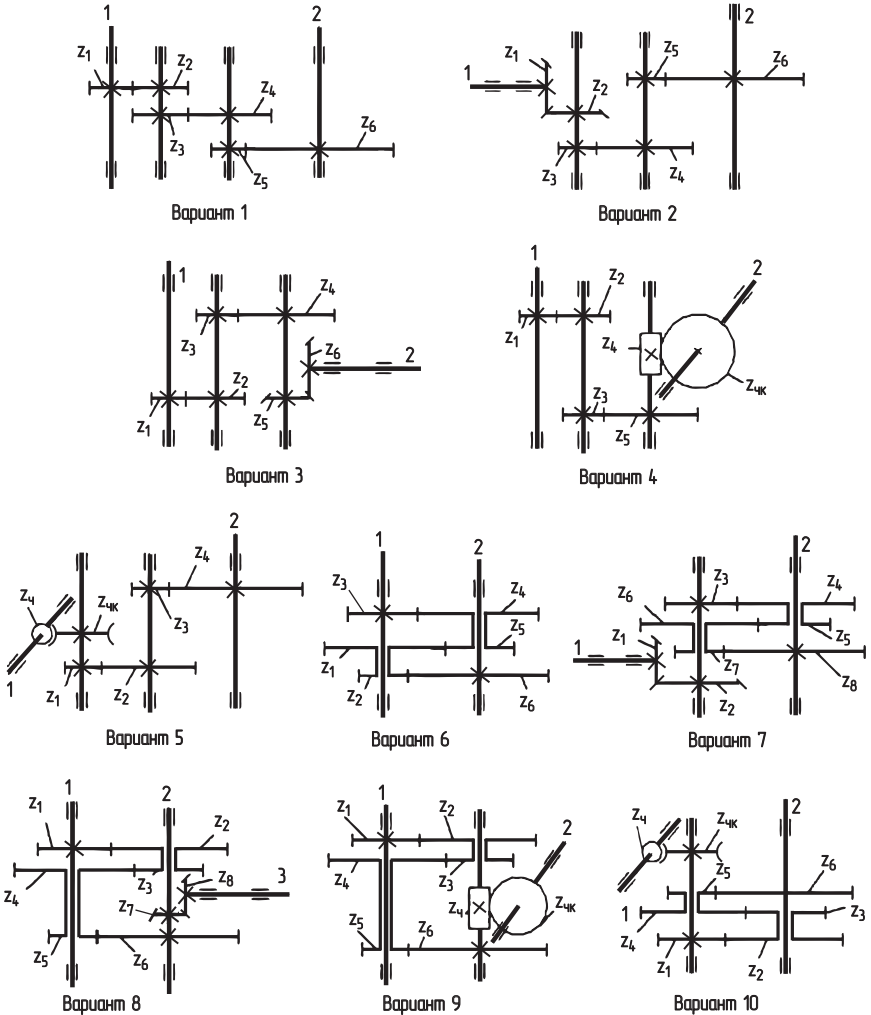 1 2
z1 z2 z4 z6
z3 z5
Вариант 1
2
1 z1 z2 z5 z6
z3 z4
Вариант 2
1
z4
z3 z6 2
z1 z2 z5
Вариант 3
1 2
z2
z1 z4 zчк
z3 z5
Вариант 4
2
z4
zч zчк z3
1 z1 z2
Вариант 5
1 2
z3 z4
z1 z5
z2 z6
Вариант 6
2
z6 z3 z4
1 z1 z7 z5
z2 z8
Вариант 7
1 2
z1 z2
z4 z3 z8 3
z7
z5 z6
Вариант 8
1 2
z1 z2
z4 z3
zч zчк
z5 z6
Вариант 9
2
zч zчк
z5 z6
1 z3
z4
z1 z2
Вариант 10